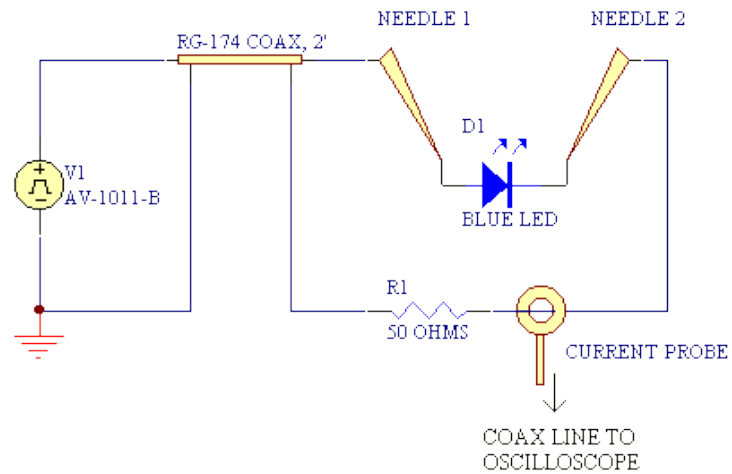 NEEDLE 1
NEEDLE 2
RG-174 COAX, 2'
D1
V1
AV-1011-B
BLUE LED
R1
50 OHMS
CURRENT PROBE
COAX LINE TO
OSCILLOSCOPE